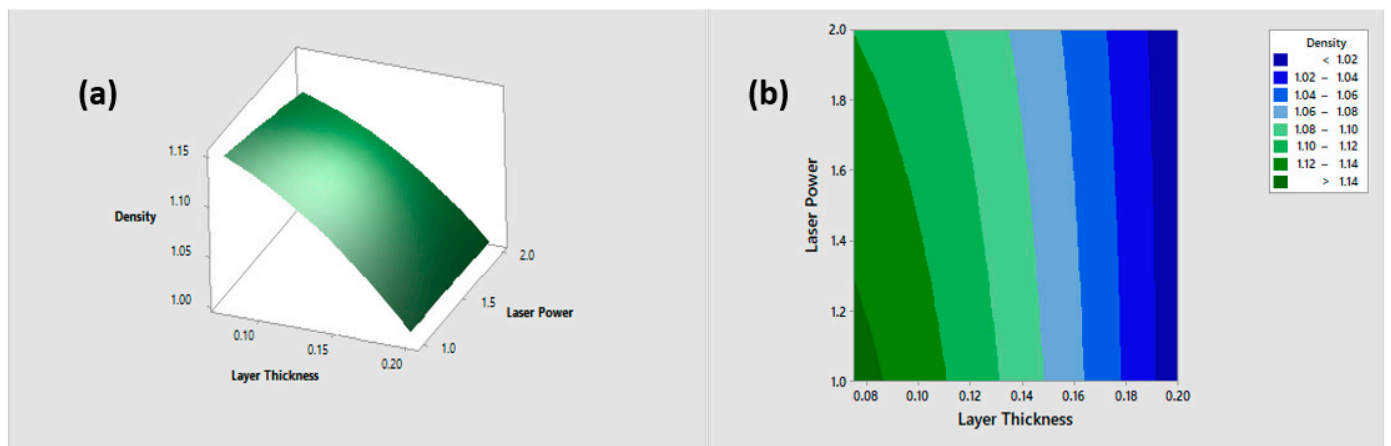 (a)
1.15
1.10
Density
1.05
1.00
0.10
0.15
0.20
Layer Thickness
1.0
1.5
2.0
Laser Power
(b)
2.0
1.8
1.6
1.4
1.2
1.0
Laser Power
0.08 0.10 0.12 0.14 0.16 0.18 0.20
Layer Thickness
Density
< 1.02
1.02 – 1.04
1.04 – 1.06
1.06 – 1.08
1.08 – 1.10
1.10 – 1.12
1.12 – 1.14
> 1.14